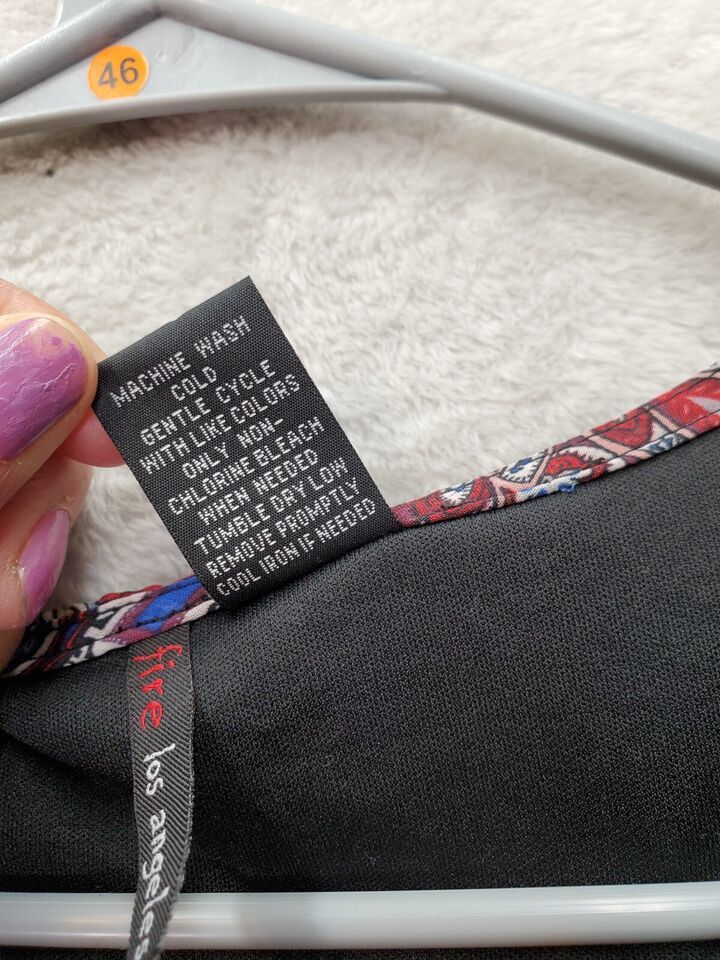 46
MACHINE WASH
COLD
GENTLE CYCLE
WITH LIKE COLORS
ONLY NON-
CHLORINE BLEACH
WHEN NEEDED
TUMBLE DRY LOW
REMOVE PROMPTLY
COOL IRON IF NEEDED
fire los angeles